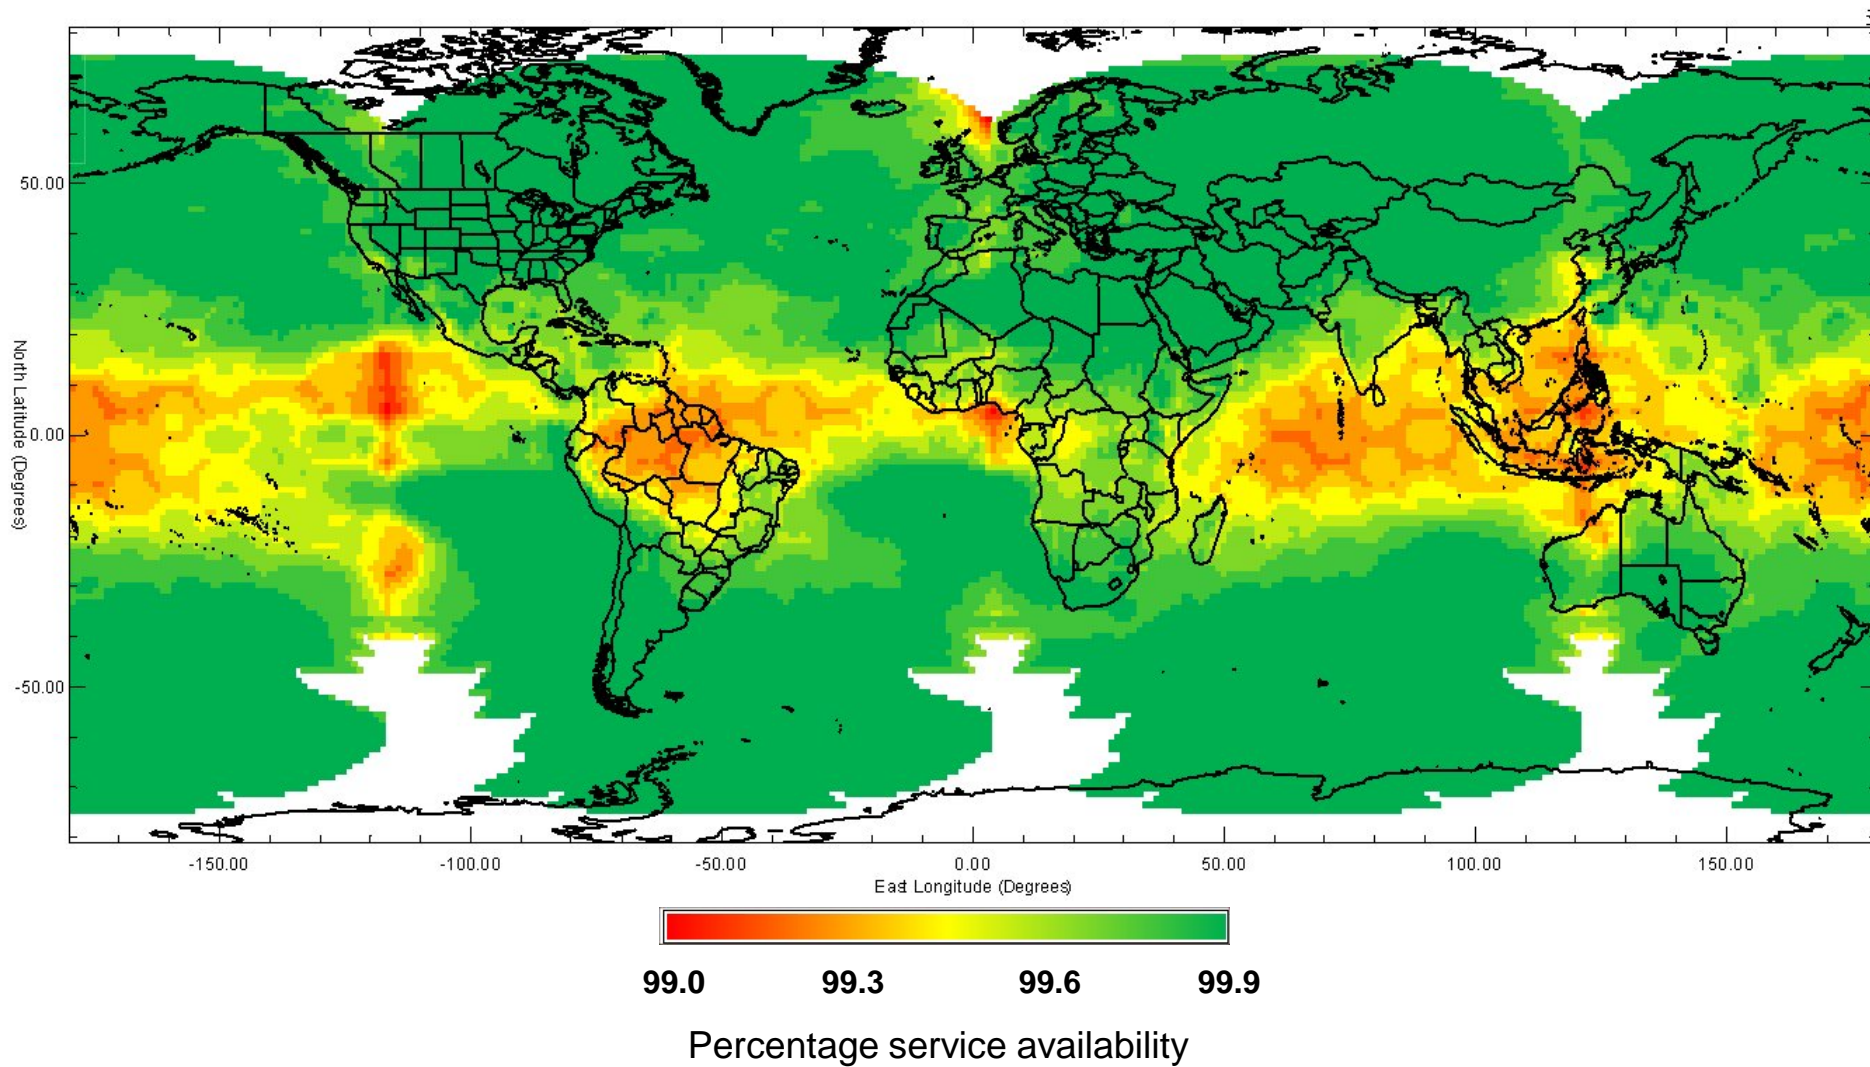 50.00
0.00
-50.00
North Latitude (Degrees)
-150.00 -100.00 -50.00 0.00 50.00 100.00 150.00
East Longitude (Degrees)
99.0 99.3 99.6 99.9
Percentage service availability